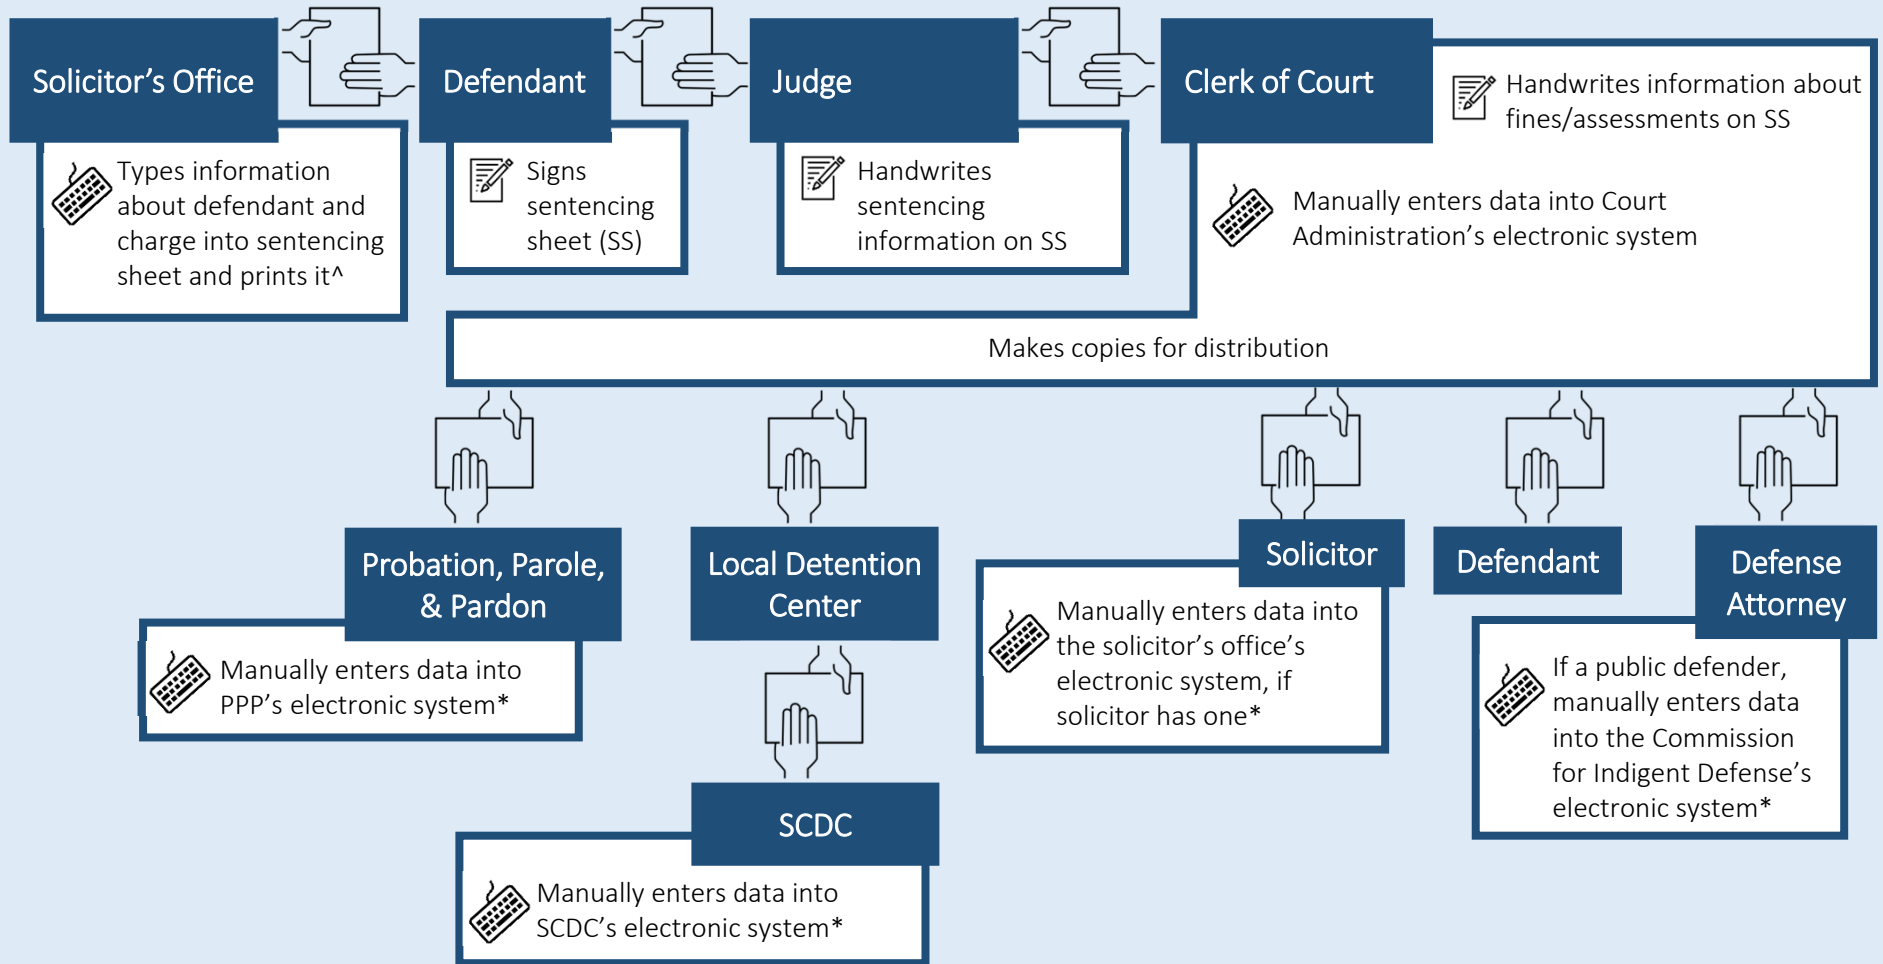 Solicitor's Office
Types information
about defendant and
charge into sentencing
sheet and prints it^
Defendant
Signs
sentencing
sheet (SS)
Judge
Handwrites
sentencing
information on SS
Clerk of Court
Handwrites information about
fines/assessments on SS
Manually enters data into Court
Administration's electronic system
Makes copies for distribution
Probation, Parole,
& Pardon
Manually enters data into
PPP's electronic system*
Local Detention
Center
SCDC
Manually enters data into
SCDC's electronic system*
Solicitor
Manually enters data into
the solicitor's office's
electronic system, if
solicitor has one*
Defendant
Defense
Attorney
If a public defender,
manually enters data
into the Commission
for Indigent Defense's
electronic system*